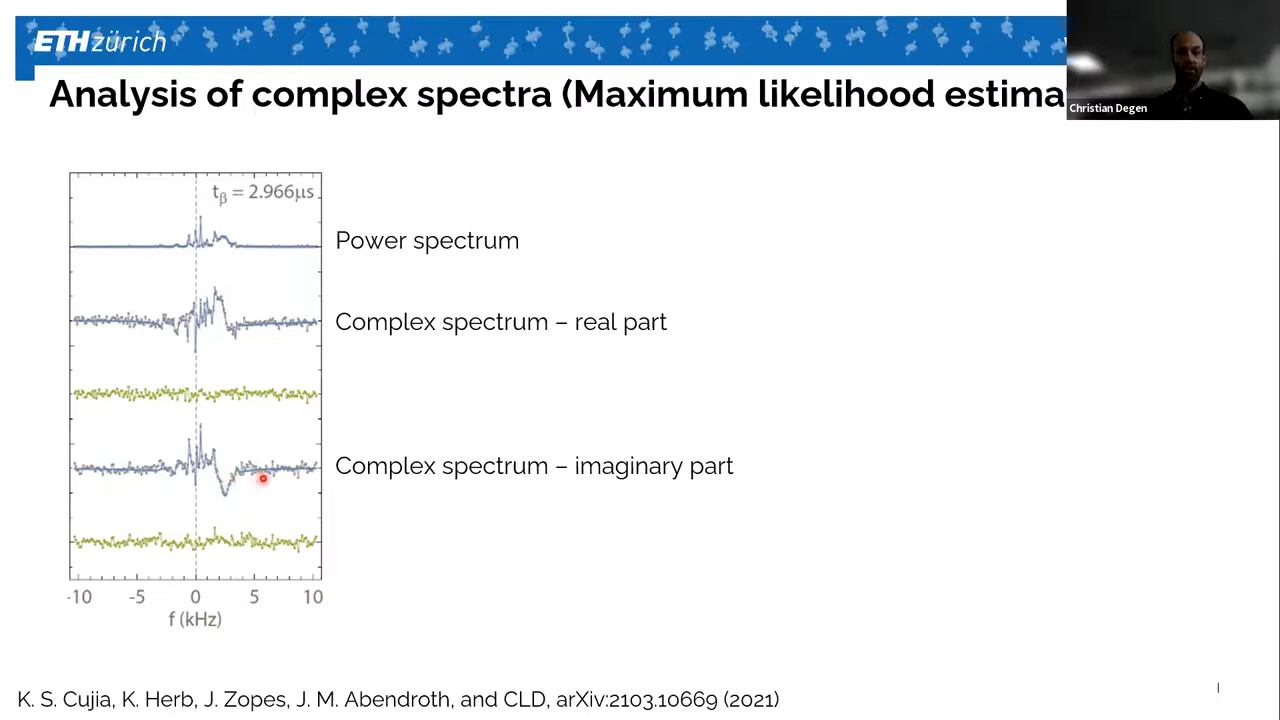 ETH zürich
Analysis of complex spectra (Maximum likelihood estima
Christian Degen
tβ = 2.966µs
Power spectrum
Complex spectrum – real part
Complex spectrum – imaginary part
-10 -5 0 5 10
f (kHz)
K. S. Cujia, K. Herb, J. Zopes, J. M. Abendroth, and CLD, arXiv:2103.10669 (2021)